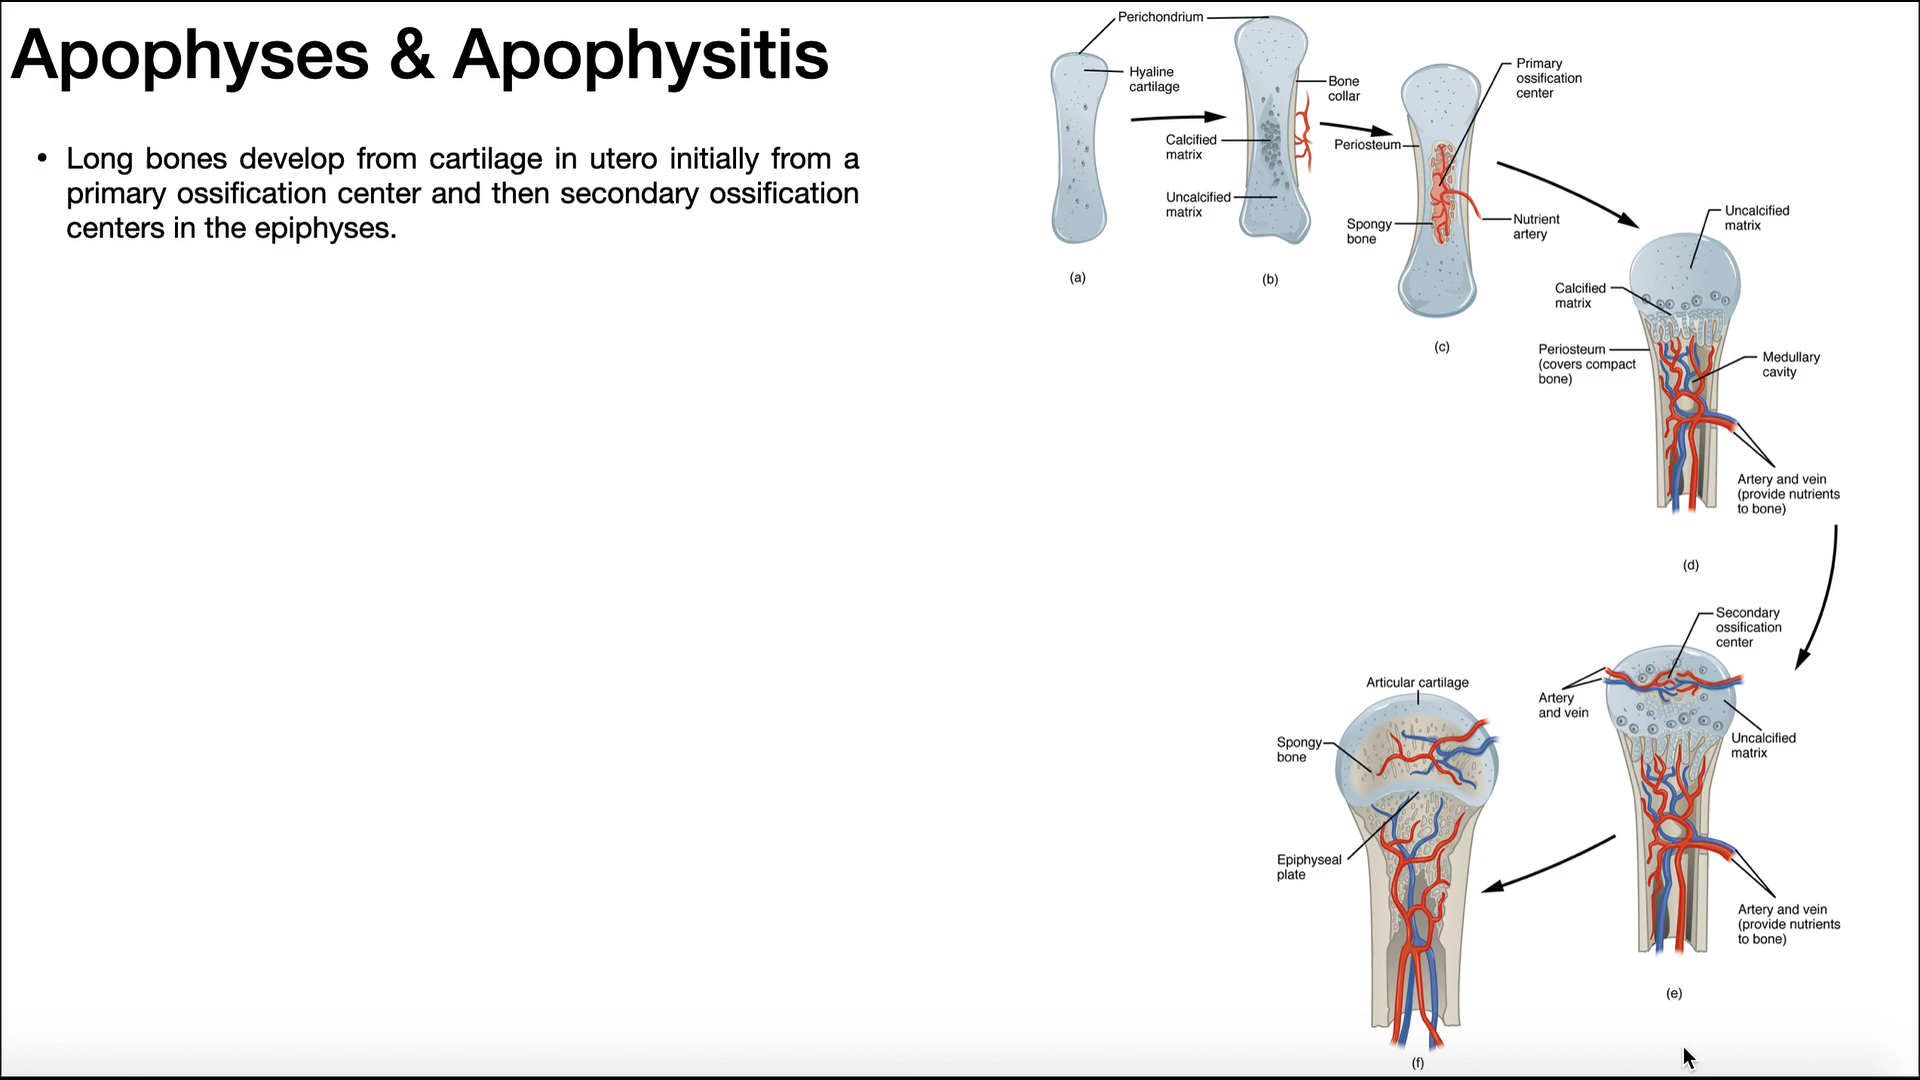 Apophyses & Apophysitis
• Long bones develop from cartilage in utero initially from a
primary ossification center and then secondary ossification
centers in the epiphyses.
Perichondrium
Hyaline
cartilage
(a)
Bone
collar
Calcified
matrix
Uncalcified
matrix
(b)
Primary
ossification
center
Periosteum
Spongy
bone
Nutrient
artery
(c)
Uncalcified
matrix
Calcified
matrix
Periosteum
(covers compact
bone)
Medullary
cavity
Artery and vein
(provide nutrients
to bone)
(d)
Secondary
ossification
center
Artery
and vein
Uncalcified
matrix
Artery and vein
(provide nutrients
to bone)
(e)
Articular cartilage
Spongy
bone
Epiphyseal
plate
(f)